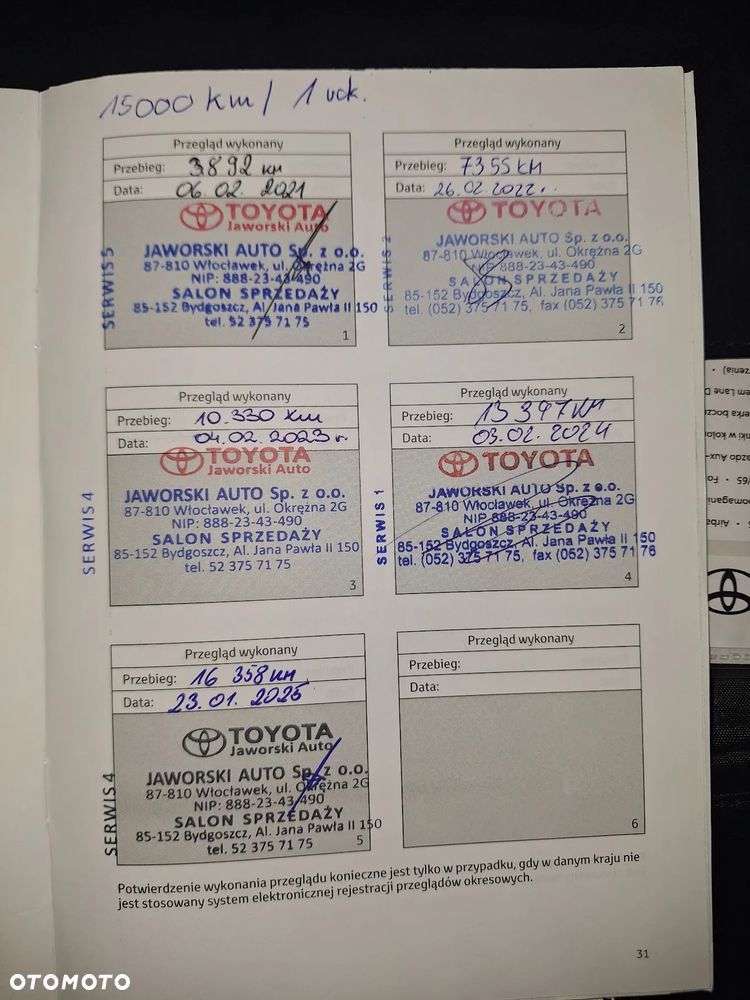 15000 km / 1 rok.
Przegląd wykonany
Przebieg: 3892 km
Data: 06.02.2021
TOYOTA
Jaworski Auto
SERWIS 5
JAWORSKI AUTO Sp. z o.o.
87-810 Włocławek, ul. Okrężna 2G
NIP: 888-23-43-490
SALON SPRZEDAŻY
85-152 Bydgoszcz, Al. Jana Pawła II 150
tel. 52 375 71 75
1
Przegląd wykonany
Przebieg: 7355 KM
Data: 26.02.2022r.
TOYOTA
SERWIS 2
JAWORSKI AUTO Sp. z o.o.
87-810 Włocławek, ul. Okrężna 2G
NIP 888-23-43-490
SALON SPRZEDAŻY
85-152 Bydgoszcz, Al. Jana Pawła II 150
tel. (052) 375 71 75, fax (052) 375 71 76
2
Przegląd wykonany
Przebieg: 10.330 km
Data: 04.02.2023r.
TOYOTA
Jaworski Auto
SERWIS 4
JAWORSKI AUTO Sp. z o.o.
87-810 Włocławek, ul. Okrężna 2G
NIP: 888-23-43-490
SALON SPRZEDAŻY
85-152 Bydgoszcz, Al. Jana Pawła II 150
tel. 52 375 71 75
3
Przegląd wykonany
Przebieg: 13 347 KM
Data: 03.02.2024
TOYOTA
SERWIS 1
JAWORSKI AUTO Sp. z o.o.
87-810 Włocławek, ul. Okrężna 2G
NIP: 888-23-43-490
SALON SPRZEDAŻY
85-152 Bydgoszcz, Al. Jana Pawła II 150
tel. (052) 375 71 75, fax (052) 375 71 76
4
Przegląd wykonany
Przebieg: 16 358 km
Data: 23.01.2025
TOYOTA
Jaworski Auto
SERWIS 4
JAWORSKI AUTO Sp. z o.o.
87-810 Włocławek, ul. Okrężna 2G
NIP: 888-23-43-490
SALON SPRZEDAŻY
85-152 Bydgoszcz, Al. Jana Pawła II 150
tel. 52 375 71 75
5
Przegląd wykonany
Przebieg:
Data:
6
Potwierdzenie wykonania przeglądu konieczne jest tylko w przypadku, gdy w danym kraju nie
jest stosowany system elektronicznej rejestracji przeglądów okresowych.
31
OTOMOTO